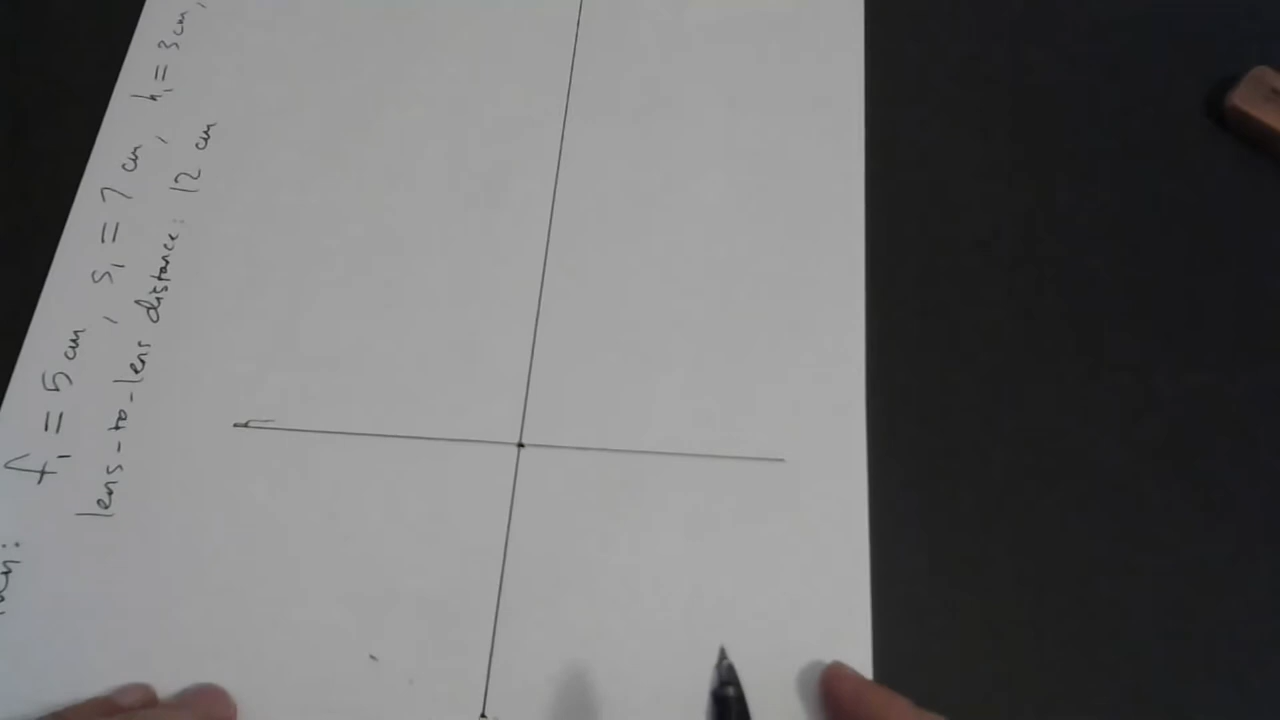 f₁ = 5 cm, s₁ = 7 cm, h₁ = 3 cm,
lens-to-lens distance: 12 cm